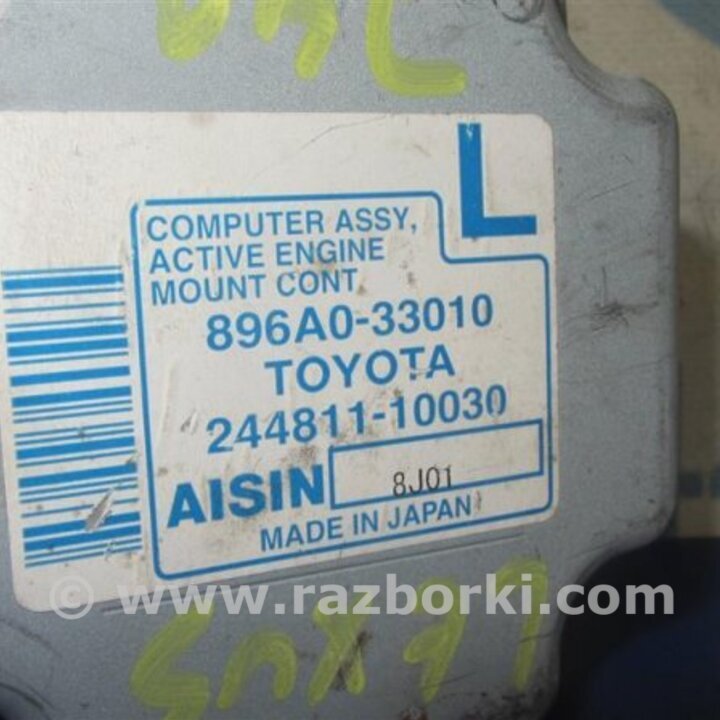 L
COMPUTER ASSY,
ACTIVE ENGINE
MOUNT CONT
896A0-33010
TOYOTA
244811-10030
AISIN 8J01
MADE IN JAPAN
© www.razborki.com